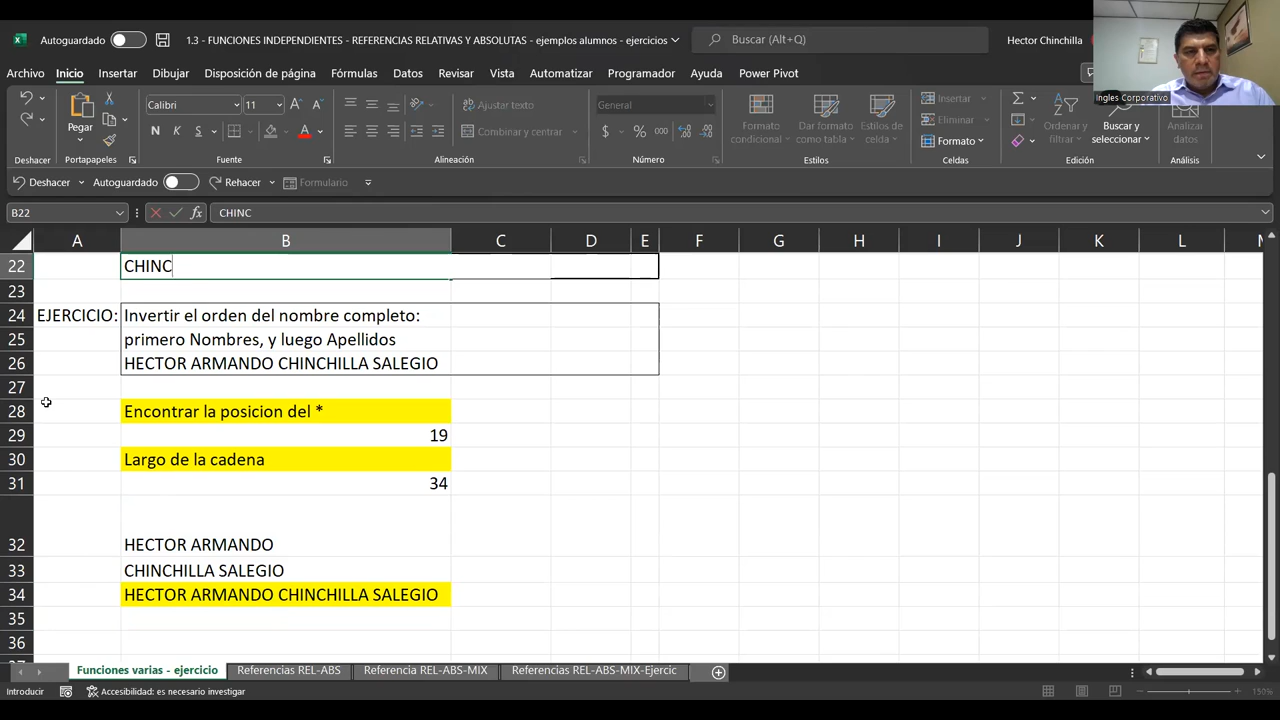 Autoguardado
1.3 - FUNCIONES INDEPENDIENTES - REFERENCIAS RELATIVAS Y ABSOLUTAS - ejemplos alumnos - ejercicios
Buscar (Alt+Q)
Hector Chinchilla
Ingles Corporativo
Archivo Inicio Insertar Dibujar Disposición de página Fórmulas Datos Revisar Vista Automatizar Programador Ayuda Power Pivot
Pegar
Calibri 11
N K S
Ajustar texto
Combinar y centrar
General
$ % 000
Formato condicional
Dar formato como tabla
Estilos de celda
Insertar
Eliminar
Formato
Ordenar y filtrar
Buscar y seleccionar
Analizar datos
Deshacer Portapapeles Fuente Alineación Número Estilos Celdas Edición Análisis
Deshacer Autoguardado Rehacer Formulario
B22 fx CHINC
A B C D E F G H I J K L M
22 CHINC
23
24 EJERCICIO: Invertir el orden del nombre completo:
25 primero Nombres, y luego Apellidos
26 HECTOR ARMANDO CHINCHILLA SALEGIO
27
28 Encontrar la posicion del *
29 19
30 Largo de la cadena
31 34
32 HECTOR ARMANDO
33 CHINCHILLA SALEGIO
34 HECTOR ARMANDO CHINCHILLA SALEGIO
35
36
Funciones varias - ejercicio Referencias REL-ABS Referencia REL-ABS-MIX Referencias REL-ABS-MIX-Ejercic
Introducir Accesibilidad: es necesario investigar 150%